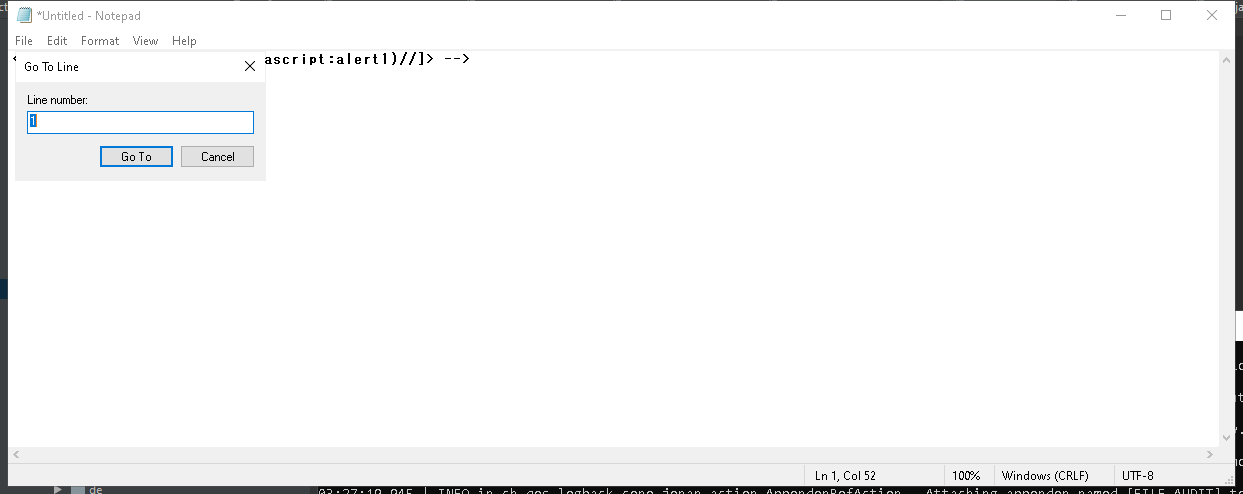 *Untitled - Notepad
File Edit Format View Help
ascript:alert1)//]> -->
Go To Line
Line number:
1
Go To Cancel
Ln 1, Col 52 100% Windows (CRLF) UTF-8
de
03:27:19,945 | INFO in ch.qos.logback.core.joran.action.AppenderRefAction - Attaching appender named [FILE_AUDIT] t